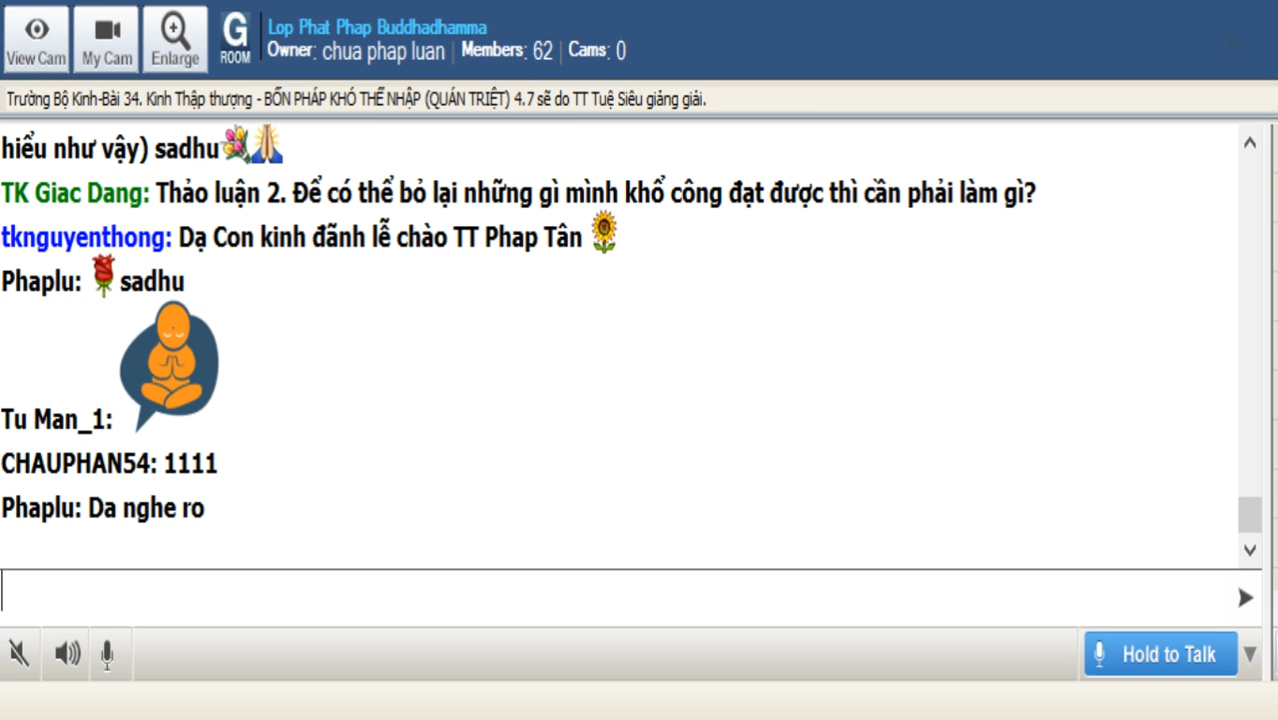 View Cam
My Cam
Enlarge
G
ROOM
Lop Phat Phap Buddhadhamma
Owner: chua phap luan | Members: 62 | Cams: 0
Trường Bộ Kinh-Bài 34. Kinh Thập thượng - BỐN PHÁP KHÓ THỂ NHẬP (QUÁN TRIỆT) 4.7 sẽ do TT Tuệ Siêu giảng giải.
hiểu như vậy) sadhu
TK Giac Dang: Thảo luận 2. Để có thể bỏ lại những gì mình khổ công đạt được thì cần phải làm gì?
tknguyenthong: Dạ Con kinh đãnh lễ chào TT Phap Tân
Phaplu: sadhu
Tu Man_1:
CHAUPHAN54: 1111
Phaplu: Da nghe ro
Hold to Talk